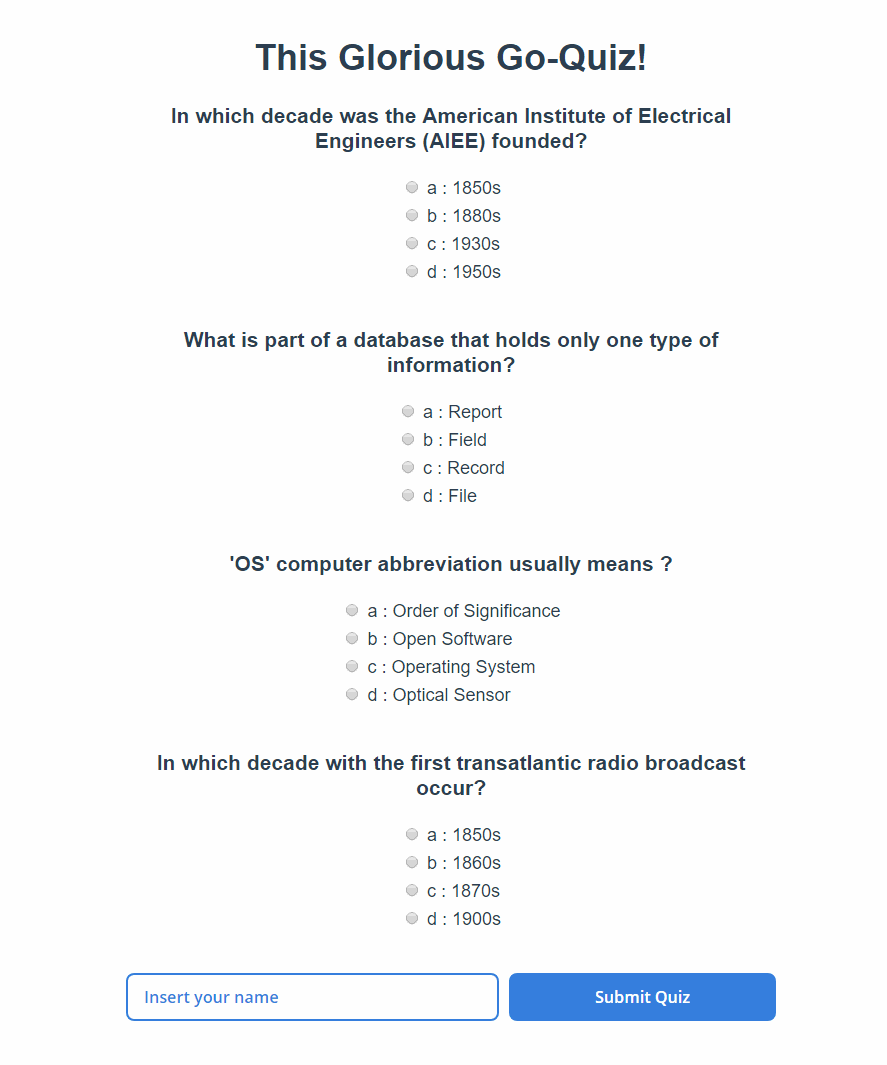 This Glorious Go-Quiz!
In which decade was the American Institute of Electrical
Engineers (AIEE) founded?
a : 1850s
b : 1880s
c : 1930s
d : 1950s
What is part of a database that holds only one type of
information?
a : Report
b : Field
c : Record
d : File
'OS' computer abbreviation usually means ?
a : Order of Significance
b : Open Software
c : Operating System
d : Optical Sensor
In which decade with the first transatlantic radio broadcast
occur?
a : 1850s
b : 1860s
c : 1870s
d : 1900s
Insert your name
Submit Quiz